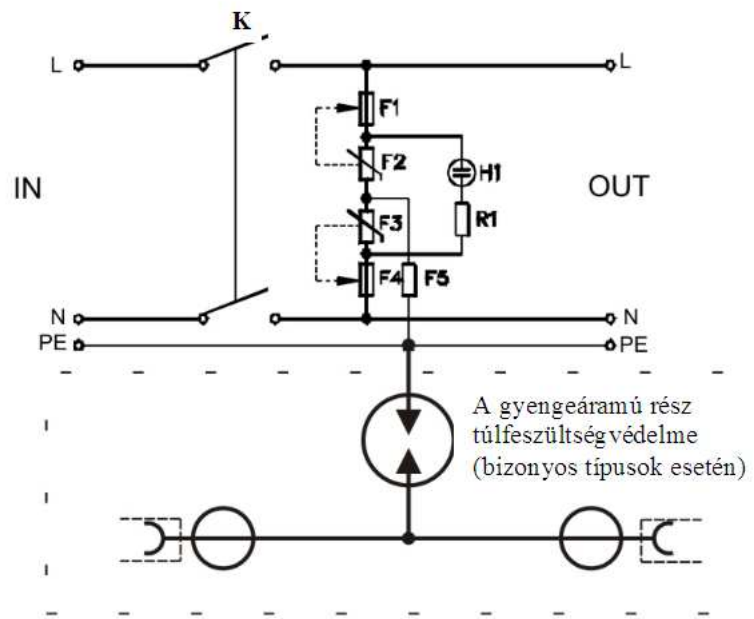 K
L
L
F1
F2
H1
IN
OUT
F3
R1
F4
F5
N
N
PE
PE
A gyengeáramú rész
túlfeszültségvédelme
(bizonyos típusok esetén)